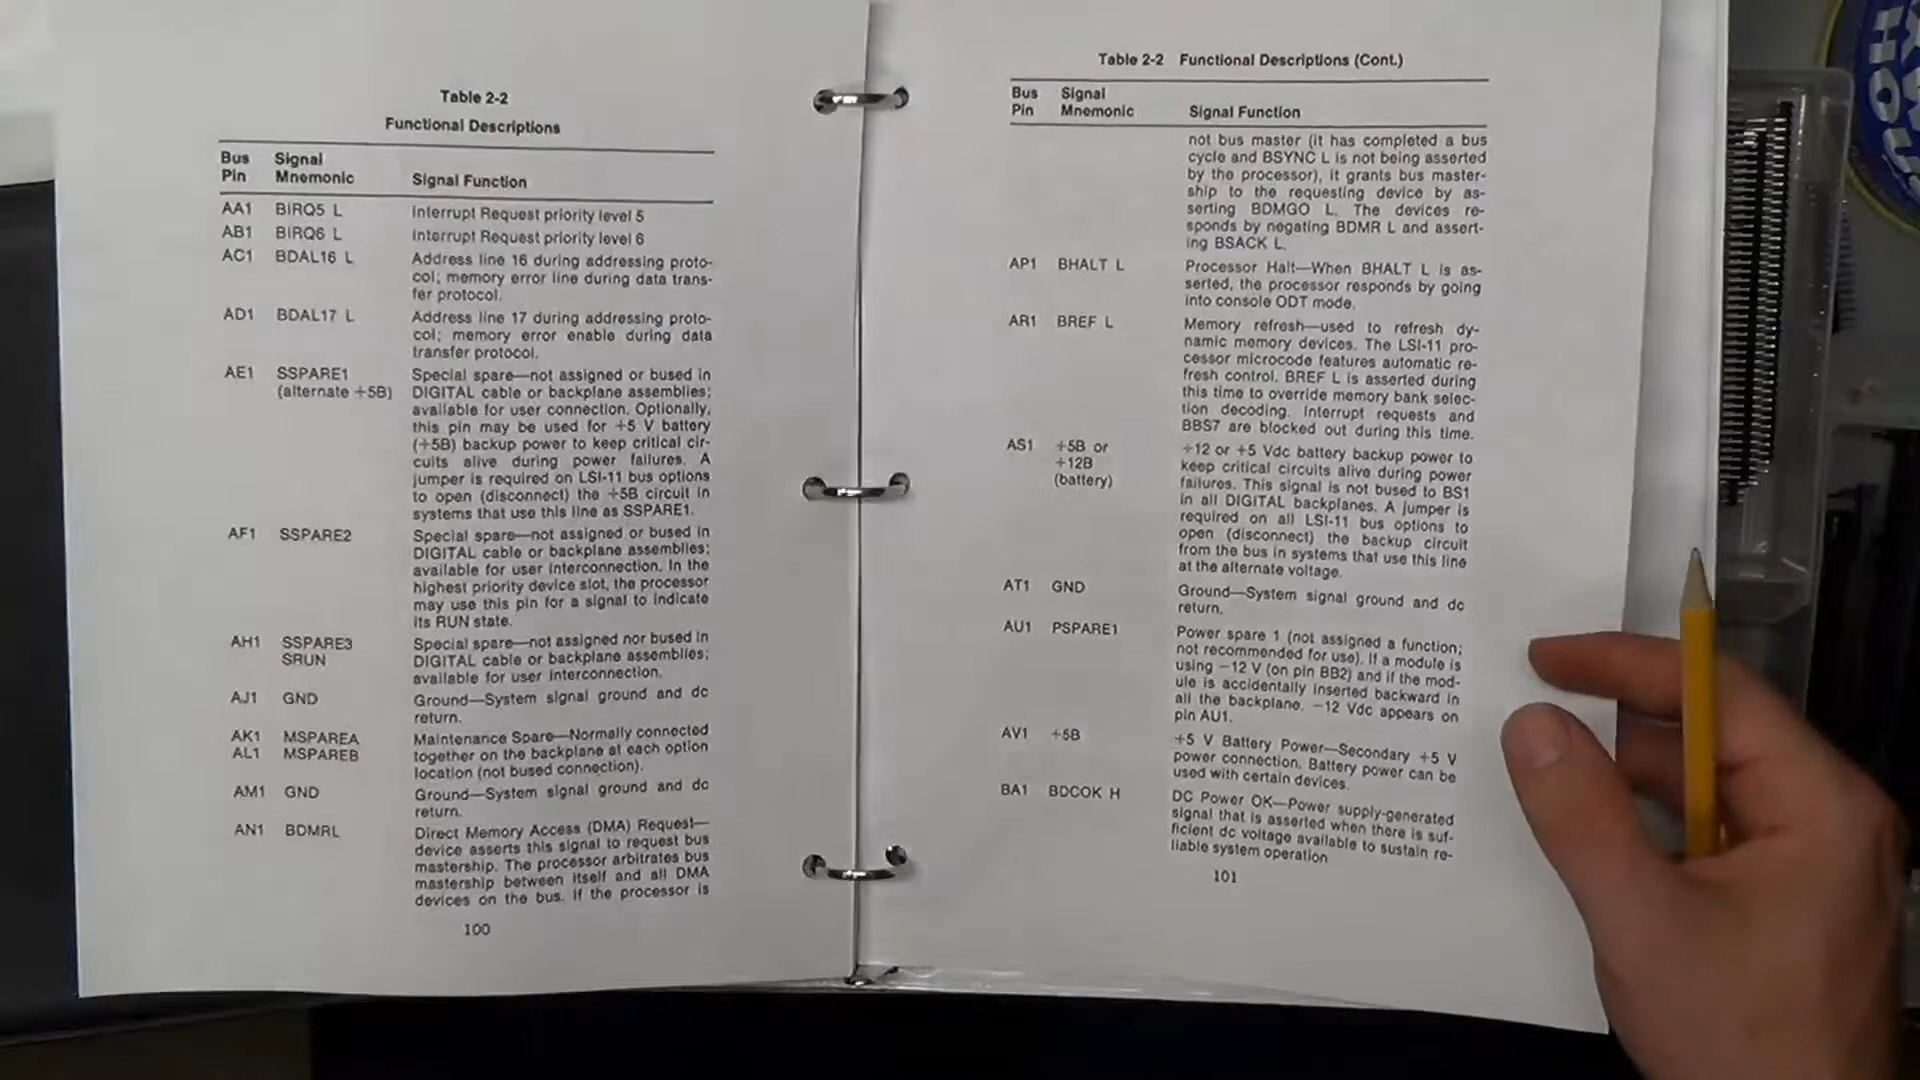 Table 2-2
Functional Descriptions
Bus Signal
Pin Mnemonic Signal Function
AA1 BIRQ5 L Interrupt Request priority level 5
AB1 BIRQ6 L Interrupt Request priority level 6
AC1 BDAL16 L Address line 16 during addressing proto-
col; memory error line during data trans-
fer protocol.
AD1 BDAL17 L Address line 17 during addressing proto-
col; memory error enable during data
transfer protocol.
AE1 SSPARE1 Special spare—not assigned or bused in
(alternate +5B) DIGITAL cable or backplane assemblies;
available for user connection. Optionally,
this pin may be used for +5 V battery
(+5B) backup power to keep critical cir-
cuits alive during power failures. A
jumper is required on LSI-11 bus options
to open (disconnect) the +5B circuit in
systems that use this line as SSPARE1.
AF1 SSPARE2 Special spare—not assigned or bused in
DIGITAL cable or backplane assemblies;
available for user interconnection. In the
highest priority device slot, the processor
may use this pin for a signal to indicate
its RUN state.
AH1 SSPARE3 Special spare—not assigned nor bused in
SRUN DIGITAL cable or backplane assemblies;
available for user interconnection.
AJ1 GND Ground—System signal ground and dc
return.
AK1 MSPAREA Maintenance Spare—Normally connected
AL1 MSPAREB together on the backplane at each option
location (not bused connection).
AM1 GND Ground—System signal ground and dc
return.
AN1 BDMRL Direct Memory Access (DMA) Request—
device asserts this signal to request bus
mastership. The processor arbitrates bus
mastership between itself and all DMA
devices on the bus. If the processor is
100
Table 2-2 Functional Descriptions (Cont.)
Bus Signal
Pin Mnemonic Signal Function
not bus master (it has completed a bus
cycle and BSYNC L is not being asserted
by the processor), it grants bus master-
ship to the requesting device by as-
serting BDMGO L. The devices re-
sponds by negating BDMR L and assert-
ing BSACK L.
AP1 BHALT L Processor Halt—When BHALT L is as-
serted, the processor responds by going
into console ODT mode.
AR1 BREF L Memory refresh—used to refresh dy-
namic memory devices. The LSI-11 pro-
cessor microcode features automatic re-
fresh control. BREF L is asserted during
this time to override memory bank selec-
tion decoding. Interrupt requests and
BBS7 are blocked out during this time.
AS1 +5B or +12 or +5 Vdc battery backup power to
+12B keep critical circuits alive during power
(battery) failures. This signal is not bused to BS1
in all DIGITAL backplanes. A jumper is
required on all LSI-11 bus options to
open (disconnect) the backup circuit
from the bus in systems that use this line
at the alternate voltage.
AT1 GND Ground—System signal ground and dc
return.
AU1 PSPARE1 Power spare 1 (not assigned a function;
not recommended for use). If a module is
using −12 V (on pin BB2) and if the mod-
ule is accidentally inserted backward in
all the backplane, −12 Vdc appears on
pin AU1.
AV1 +5B +5 V Battery Power—Secondary +5 V
power connection. Battery power can be
used with certain devices.
BA1 BDCOK H DC Power OK—Power supply-generated
signal that is asserted when there is suf-
ficient dc voltage available to sustain re-
liable system operation
101